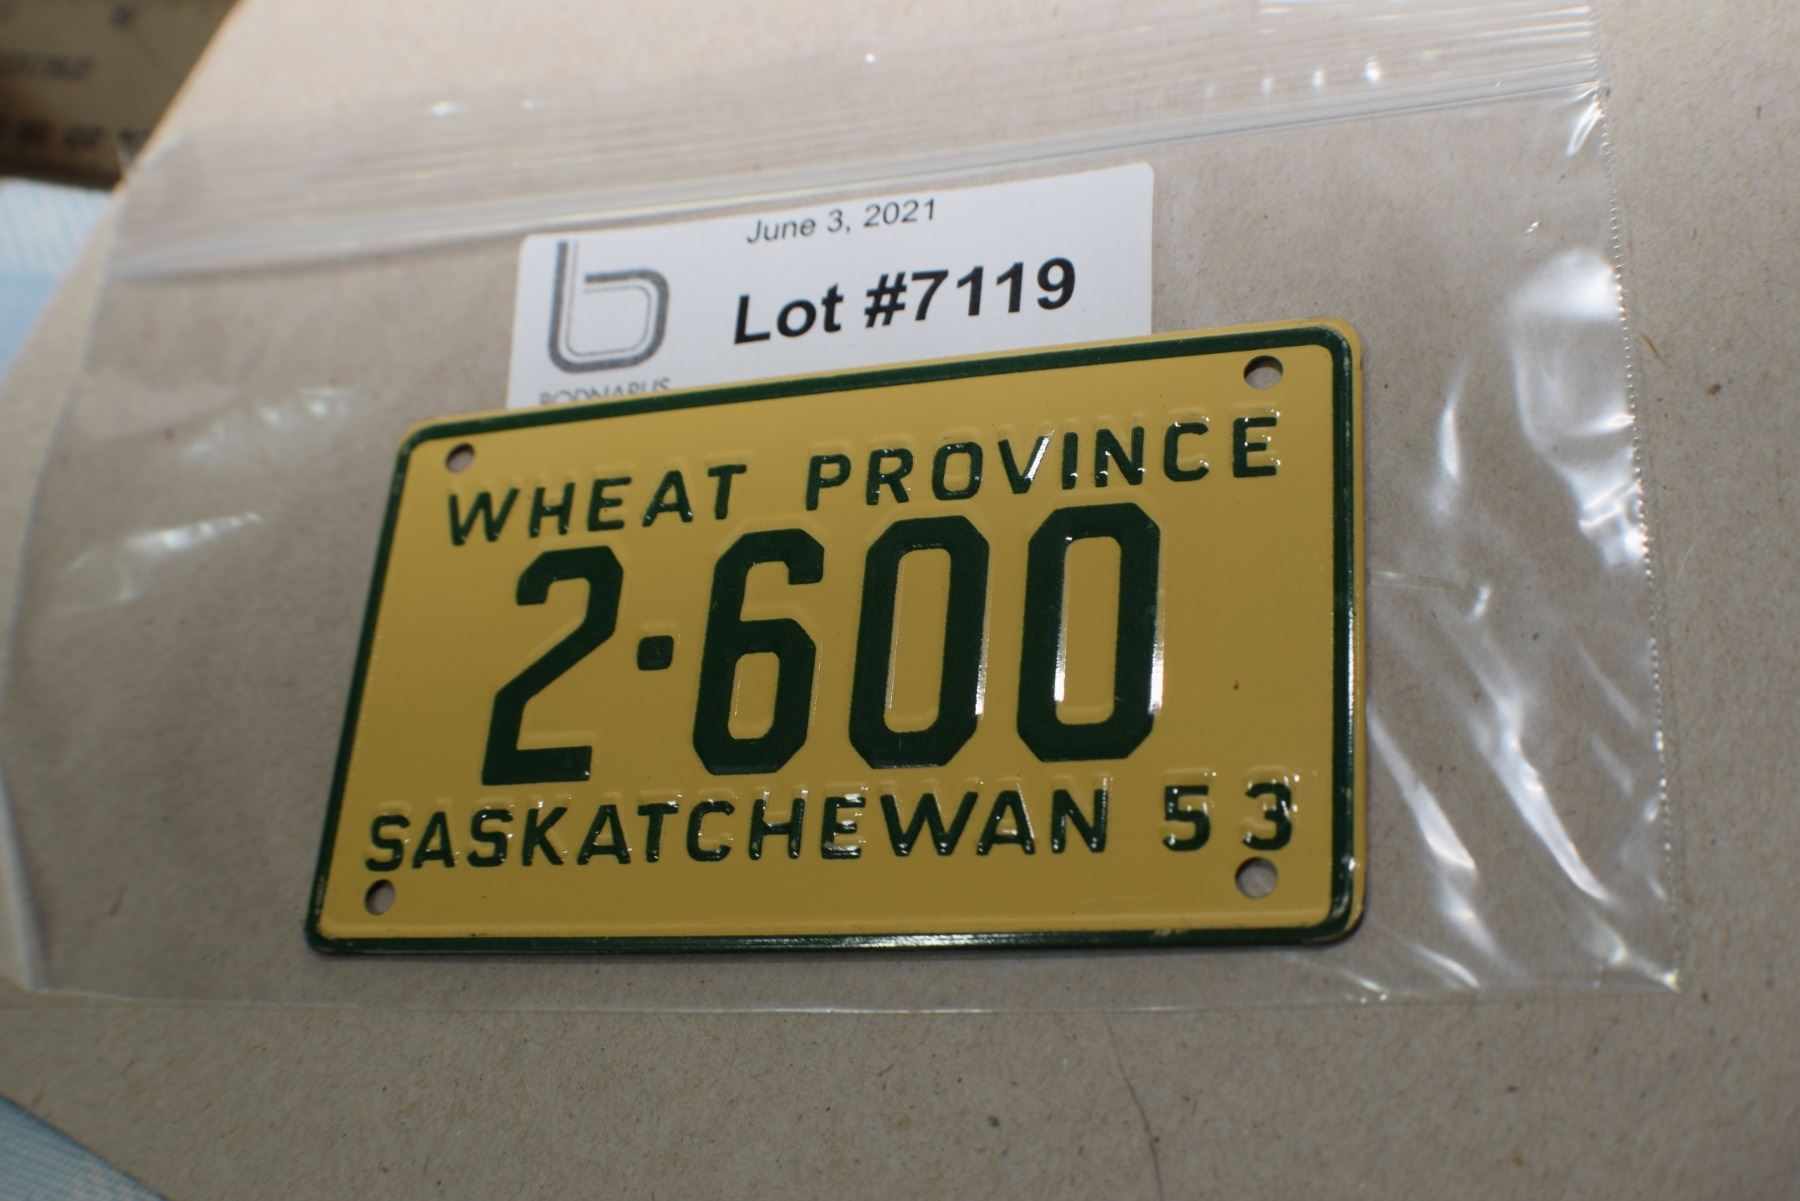 June 3, 2021
Lot #7119
WHEAT PROVINCE
2·600
SASKATCHEWAN 53